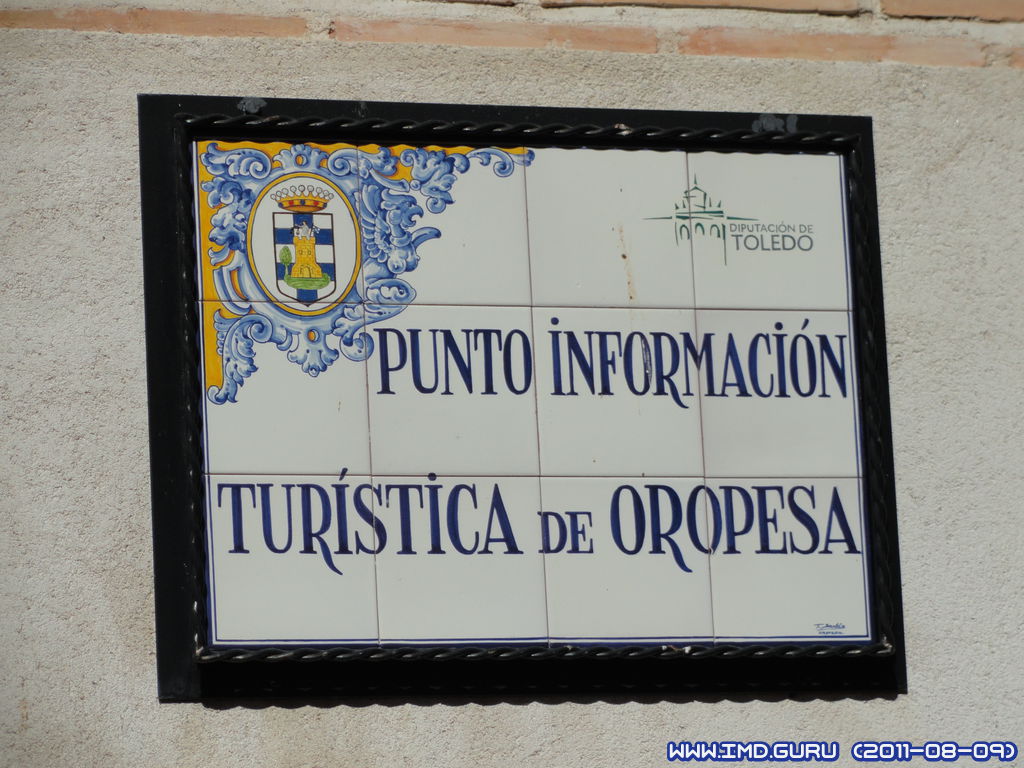 DIPUTACIÓN DE
TOLEDO
PUNTO INFORMACIÓN
TURÍSTICA DE OROPESA
WWW.IMD.GURU (2011-08-09)